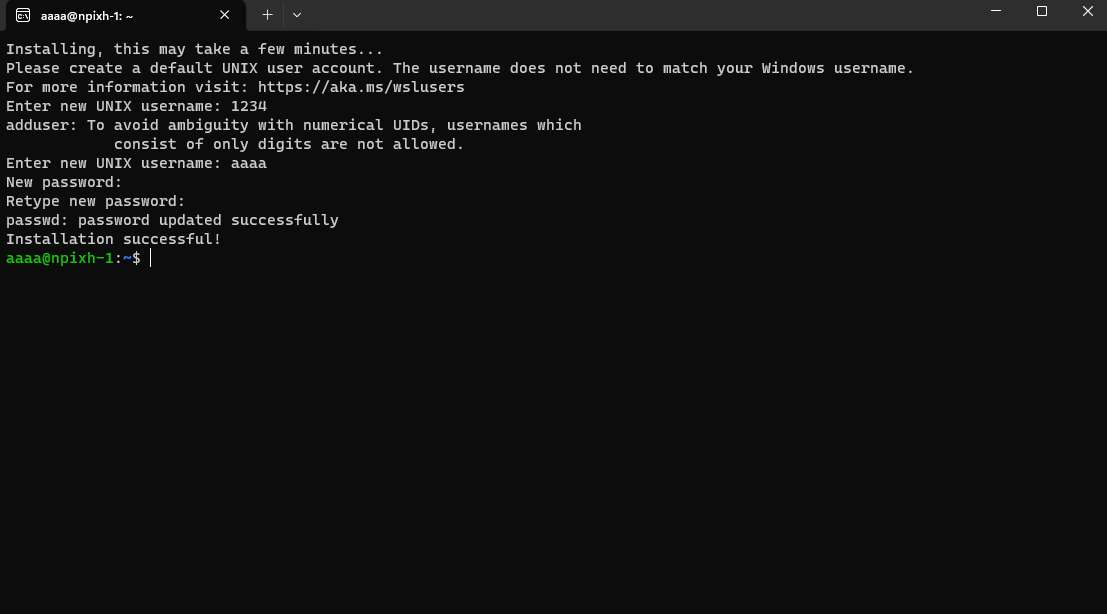 aaaa@npixh-1: ~
Installing, this may take a few minutes...
Please create a default UNIX user account. The username does not need to match your Windows username.
For more information visit: https://aka.ms/wslusers
Enter new UNIX username: 1234
adduser: To avoid ambiguity with numerical UIDs, usernames which
            consist of only digits are not allowed.
Enter new UNIX username: aaaa
New password:
Retype new password:
passwd: password updated successfully
Installation successful!
aaaa@npixh-1:~$